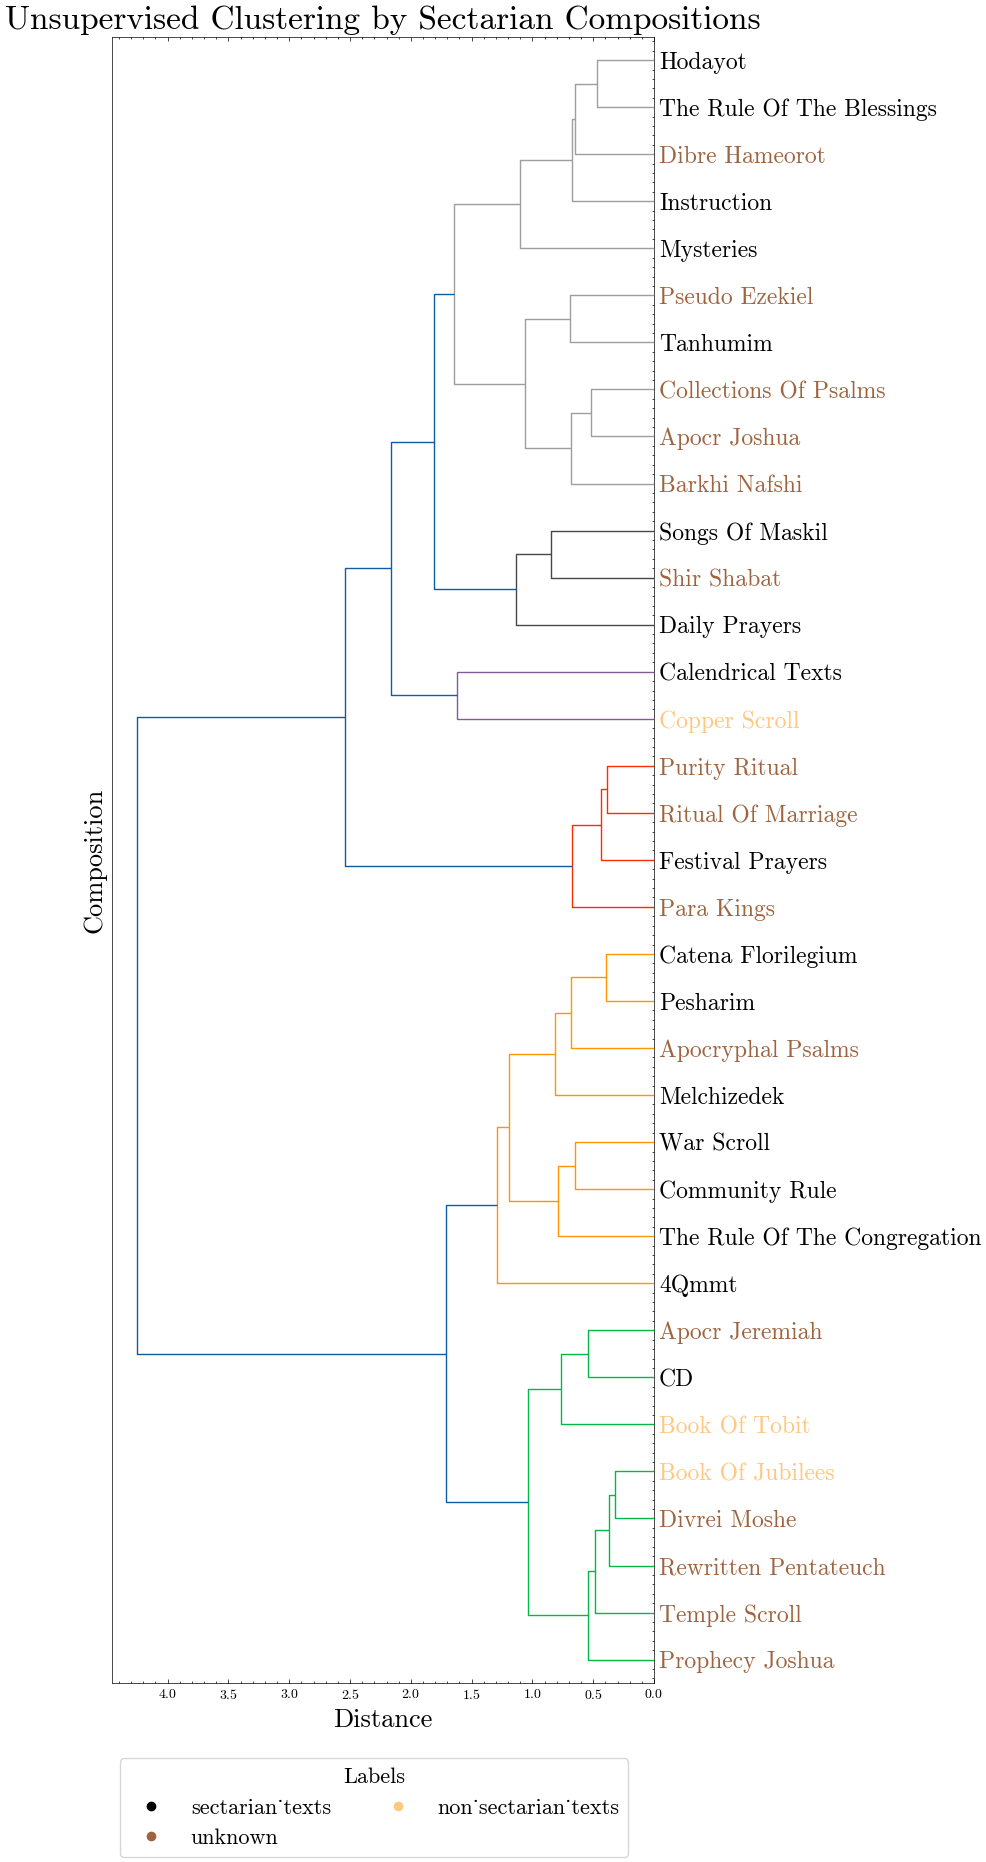 Unsupervised Clustering by Sectarian Compositions
Hodayot
The Rule Of The Blessings
Dibre Hameorot
Instruction
Mysteries
Pseudo Ezekiel
Tanhumim
Collections Of Psalms
Apocr Joshua
Barkhi Nafshi
Songs Of Maskil
Shir Shabat
Daily Prayers
Calendrical Texts
Copper Scroll
Purity Ritual
Ritual Of Marriage
Festival Prayers
Para Kings
Catena Florilegium
Pesharim
Apocryphal Psalms
Melchizedek
War Scroll
Community Rule
The Rule Of The Congregation
4Qmmt
Apocr Jeremiah
CD
Book Of Tobit
Book Of Jubilees
Divrei Moshe
Rewritten Pentateuch
Temple Scroll
Prophecy Joshua
Composition
4.0 3.5 3.0 2.5 2.0 1.5 1.0 0.5 0.0
Distance
Labels
sectarian˙texts non˙sectarian˙texts
unknown